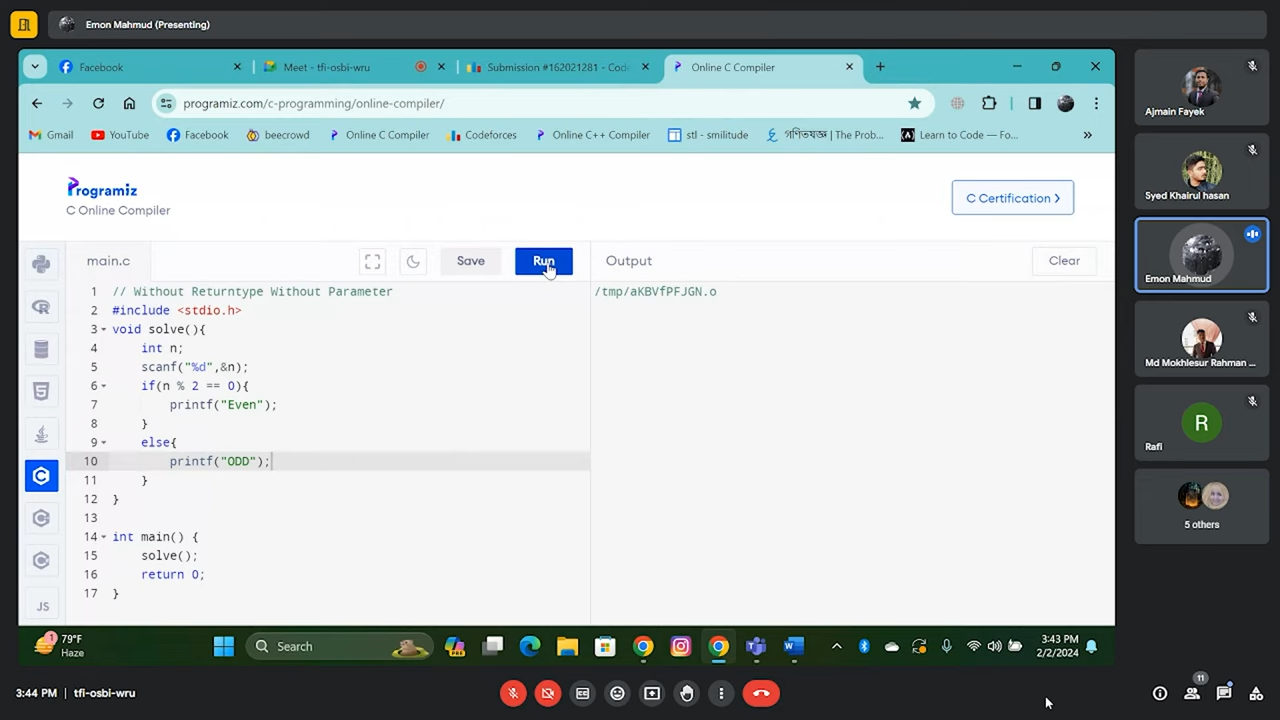 Emon Mahmud (Presenting)
Facebook
Meet - tfi-osbi-wru
Submission #162021281 - Code
Online C Compiler
programiz.com/c-programming/online-compiler/
Gmail
YouTube
Facebook
beecrowd
Online C Compiler
Codeforces
Online C++ Compiler
stl - smilitude
গণিতযজ্ঞ | The Prob...
Learn to Code — Fo...
Programiz
C Online Compiler
C Certification
main.c
Save
Run
Output
Clear
1 // Without Returntype Without Parameter
2 #include <stdio.h>
3 void solve(){
4 int n;
5 scanf("%d",&n);
6 if(n % 2 == 0){
7 printf("Even");
8 }
9 else{
10 printf("ODD");
11 }
12 }
13
14 int main() {
15 solve();
16 return 0;
17 }
/tmp/aKBVfPFJGN.o
JS
Ajmain Fayek
Syed Khairul hasan
Emon Mahmud
Md Mokhlesur Rahman ...
R
Rafi
5 others
1
79°F
Haze
Search
3:43 PM
2/2/2024
3:44 PM | tfi-osbi-wru
11